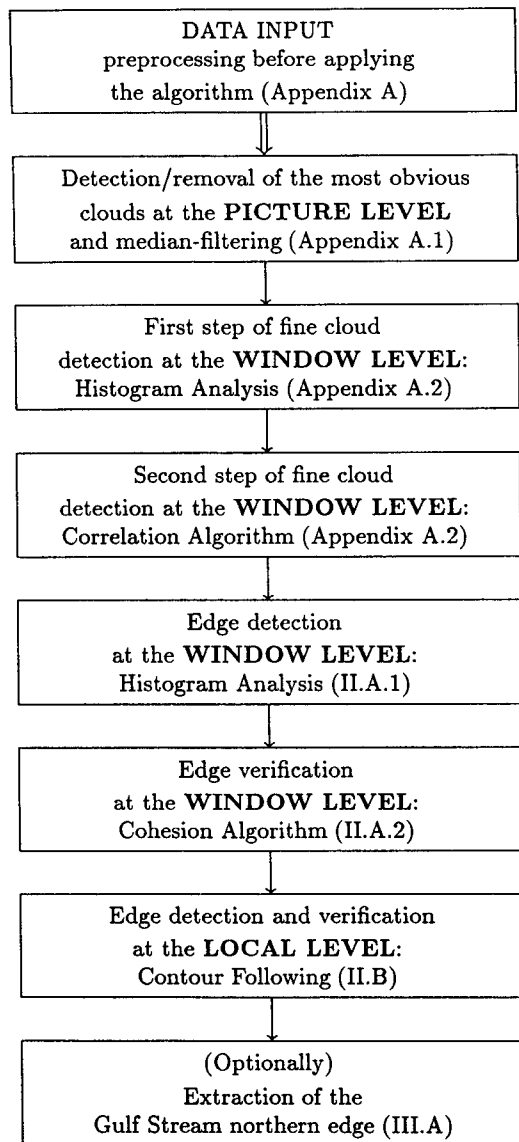 DATA INPUT
preprocessing before applying
the algorithm (Appendix A)
Detection/removal of the most obvious
clouds at the PICTURE LEVEL
and median-filtering (Appendix A.1)
First step of fine cloud
detection at the WINDOW LEVEL:
Histogram Analysis (Appendix A.2)
Second step of fine cloud
detection at the WINDOW LEVEL:
Correlation Algorithm (Appendix A.2)
Edge detection
at the WINDOW LEVEL:
Histogram Analysis (II.A.1)
Edge verification
at the WINDOW LEVEL:
Cohesion Algorithm (II.A.2)
Edge detection and verification
at the LOCAL LEVEL:
Contour Following (II.B)
(Optionally)
Extraction of the
Gulf Stream northern edge (III.A)